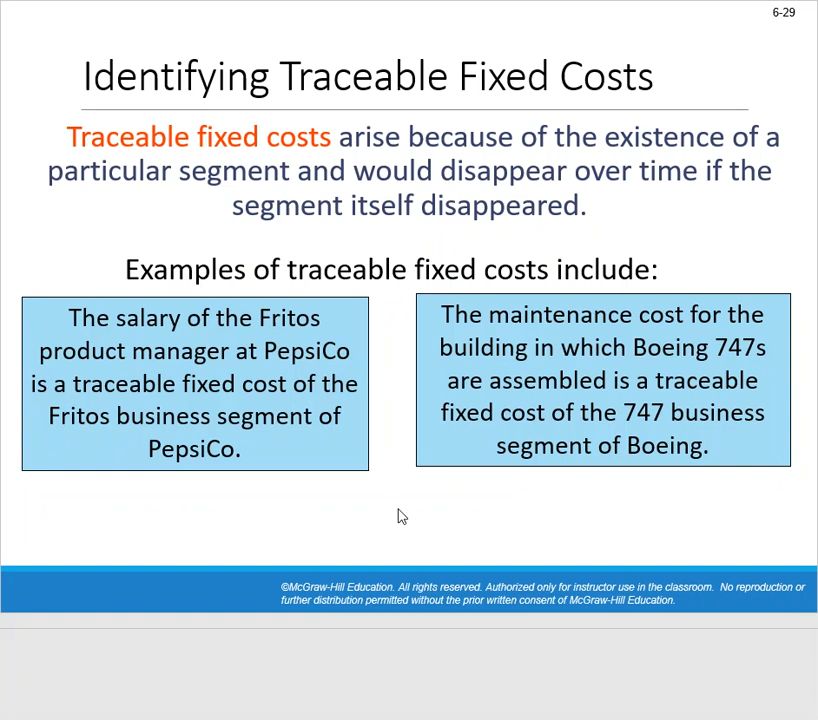 6-29
Identifying Traceable Fixed Costs
Traceable fixed costs arise because of the existence of a
particular segment and would disappear over time if the
segment itself disappeared.
Examples of traceable fixed costs include:
The salary of the Fritos
product manager at PepsiCo
is a traceable fixed cost of the
Fritos business segment of
PepsiCo.
The maintenance cost for the
building in which Boeing 747s
are assembled is a traceable
fixed cost of the 747 business
segment of Boeing.
©McGraw-Hill Education. All rights reserved. Authorized only for instructor use in the classroom. No reproduction or
further distribution permitted without the prior written consent of McGraw-Hill Education.